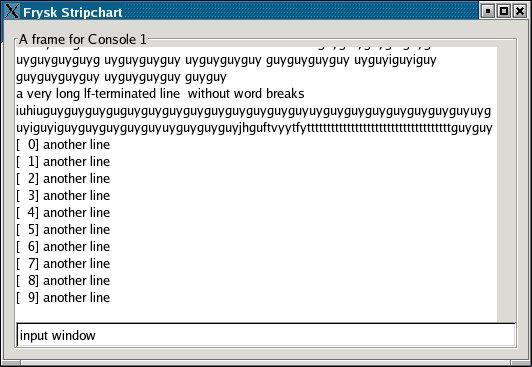 Frysk Stripchart
A frame for Console 1
uyguyguyguyg uyguyguyguy uyguyguyguy guyguyguyguy uyguyiguyiguy
guyguyguyguy uyguyguyguy guyguy
a very long lf-terminated line  without word breaks
iuhiuguyguyguyguguyguyguyguyguyguyguyguyuyguyguyguyguyguyguyguyuyug
uyiguyiguyguyguyguyguyuyguyguyguyjhguftvyytfyttttttttttttttttttttttttttttttttttttguyguy
[  0] another line
[  1] another line
[  2] another line
[  3] another line
[  4] another line
[  5] another line
[  6] another line
[  7] another line
[  8] another line
[  9] another line
input window